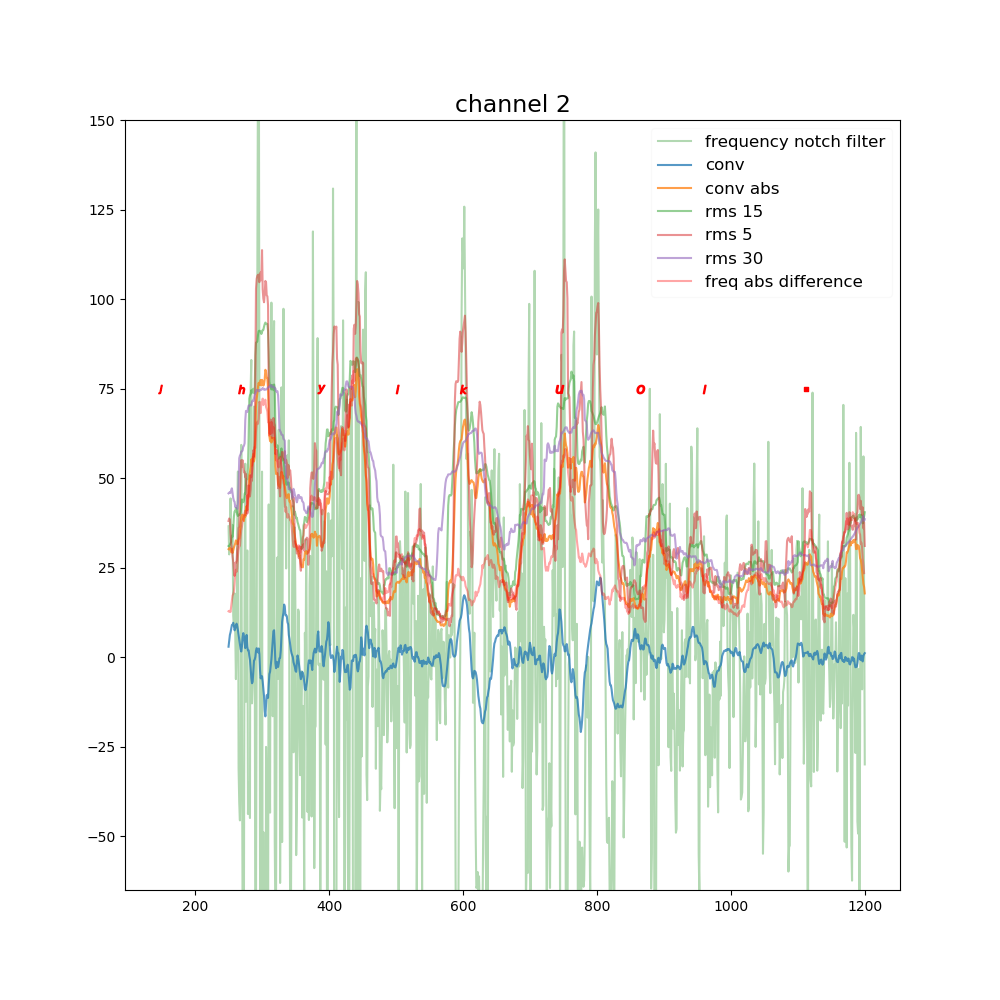 channel 2
150
125
100
75
50
25
0
−25
−50
frequency notch filter
conv
conv abs
rms 15
rms 5
rms 30
freq abs difference
h y l k u o l .
200 400 600 800 1000 1200